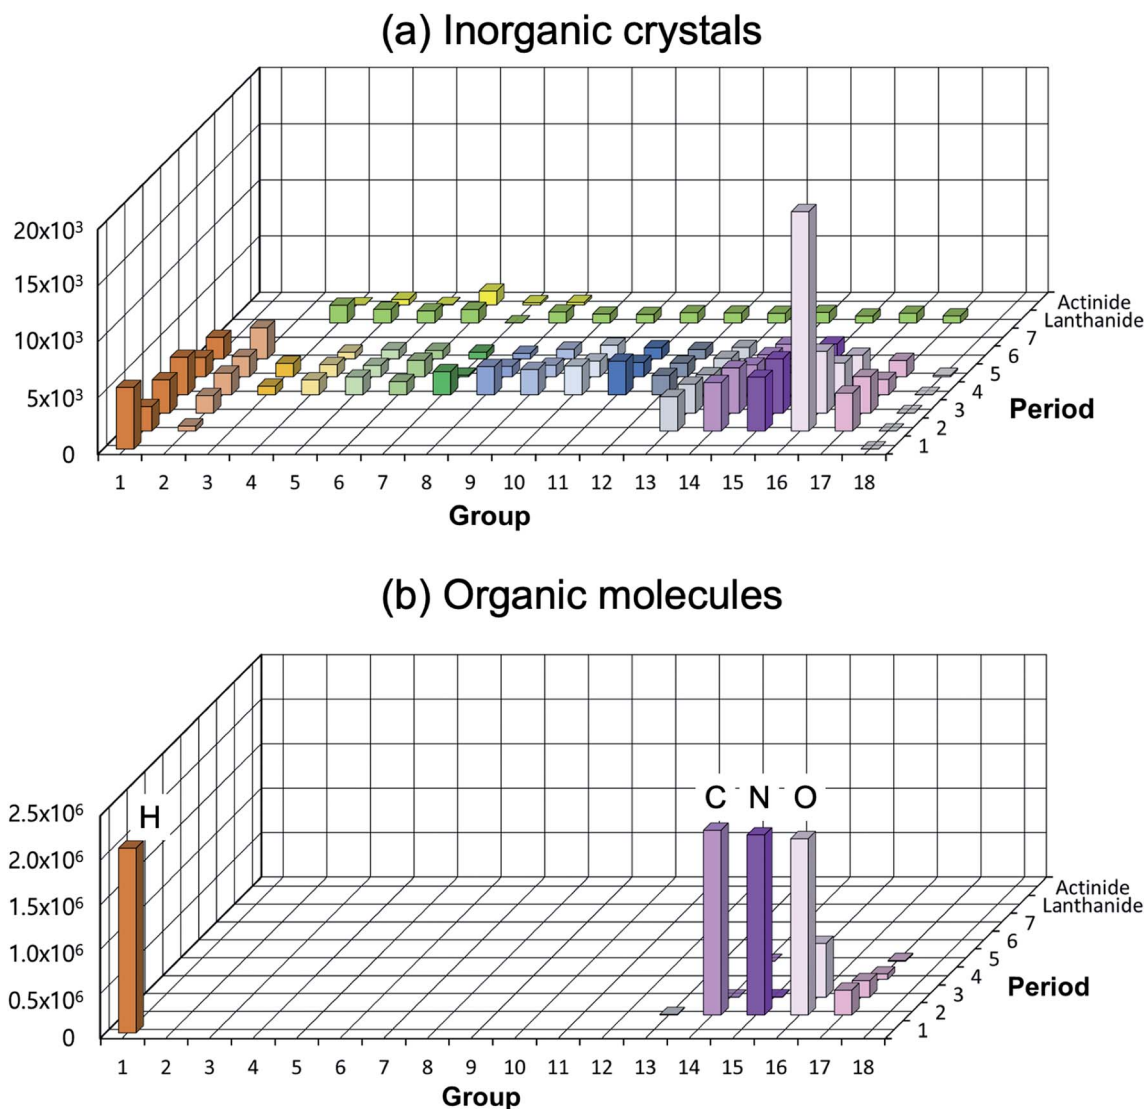 (a) Inorganic crystals
20x10³
15x10³
10x10³
5x10³
0
1 2 3 4 5 6 7 8 9 10 11 12 13 14 15 16 17 18
Group
Actinide
Lanthanide
7
6
5
4
3
2
1
Period
(b) Organic molecules
2.5x10⁶
2.0x10⁶
1.5x10⁶
1.0x10⁶
0.5x10⁶
0
H
C N O
1 2 3 4 5 6 7 8 9 10 11 12 13 14 15 16 17 18
Group
Actinide
Lanthanide
7
6
5
4
3
2
1
Period